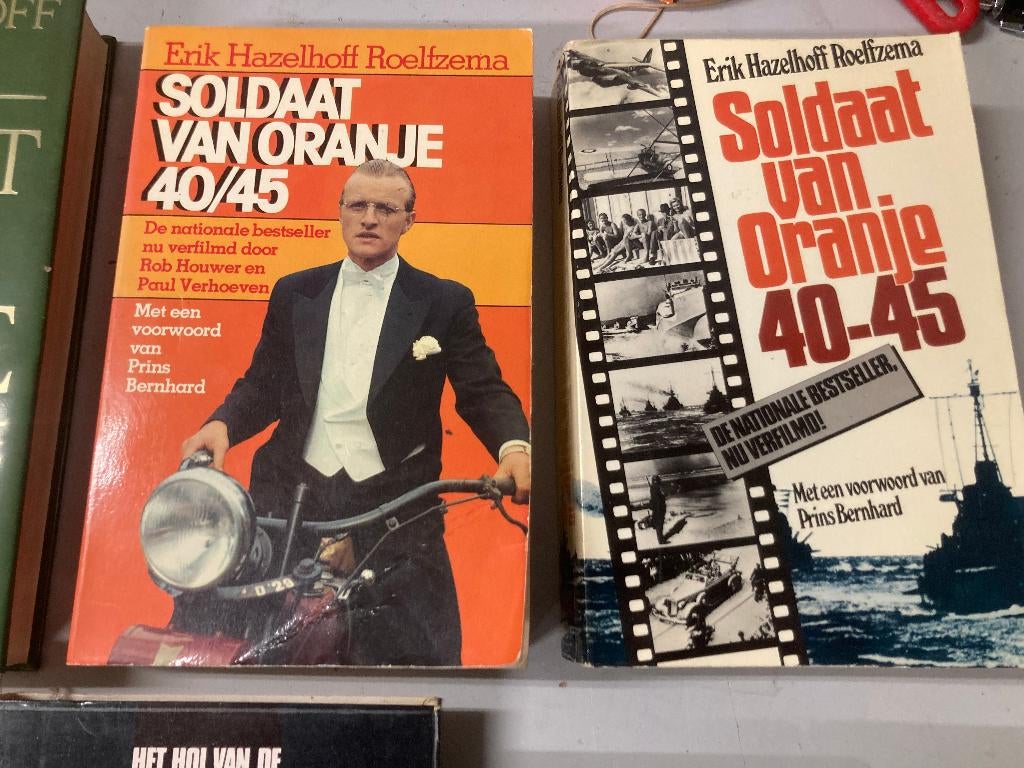 OFF
T
E
Erik Hazelhoff Roelfzema
SOLDAAT
VAN ORANJE
40/45
De nationale bestseller
nu verfilmd door
Rob Houwer en
Paul Verhoeven
Met een
voorwoord
van
Prins
Bernhard
D*29
Erik Hazelhoff Roelfzema
Soldaat
van
Oranje
40-45
DE NATIONALE BESTSELLER,
NU VERFILMD!
Met een voorwoord van
Prins Bernhard
HET HOL VAN DE